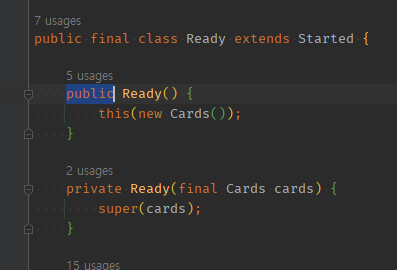 7 usages
public final class Ready extends Started {
5 usages
public Ready() {
this(new Cards());
}
2 usages
private Ready(final Cards cards) {
super(cards);
}
15 usages